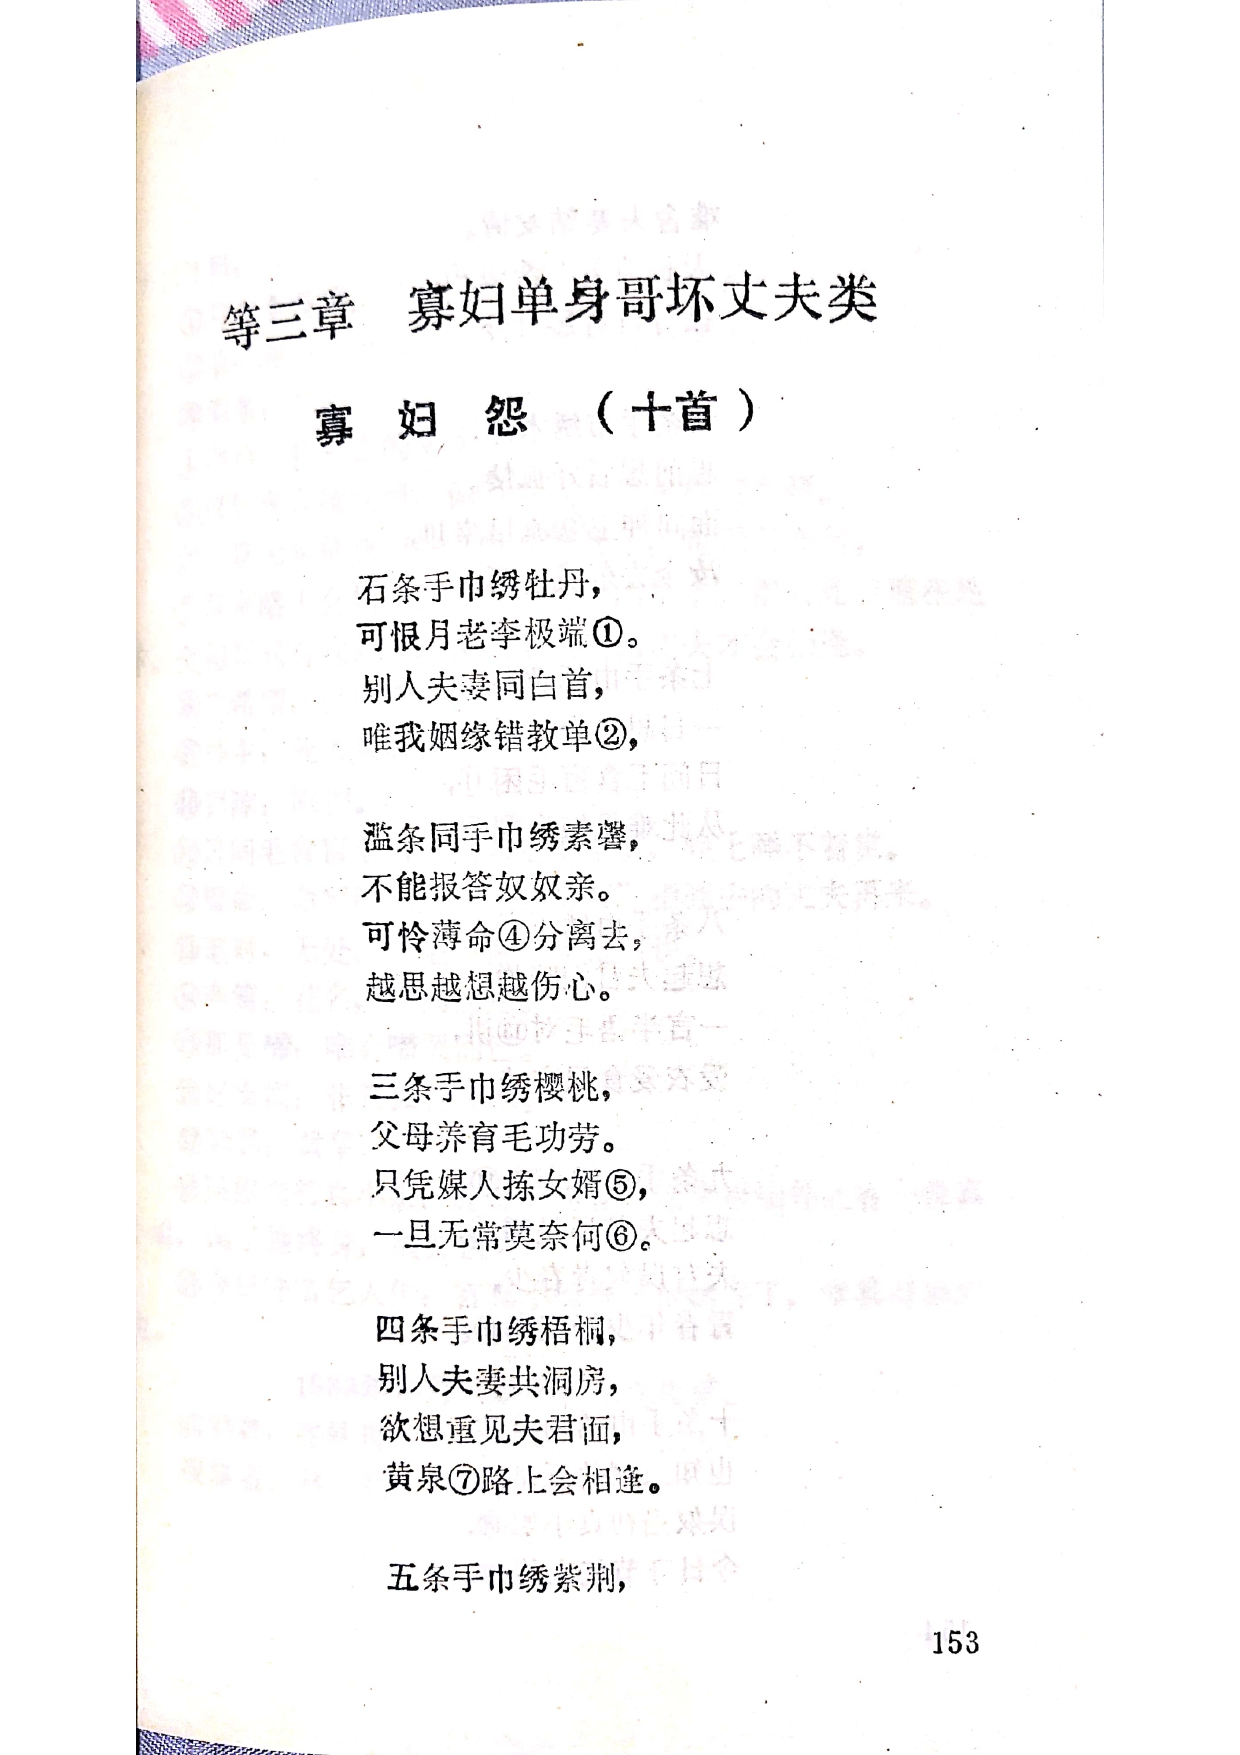 等三章 寡妇单身哥坏丈夫类
寡妇怨（十首）
石条手巾绣牡丹，
可恨月老李极端①。
别人夫妻同白首，
唯我姻缘错教单②，
滥条同手巾绣素馨，
不能报答奴奴亲。
可怜薄命④分离去，
越思越想越伤心。
三条手巾绣樱桃，
父母养育毛功劳。
只凭媒人拣女婿⑤，
一旦无常莫奈何⑥。
四条手巾绣梧桐，
别人夫妻共洞房，
欲想重见夫君面，
黄泉⑦路上会相逢。
五条手巾绣紫荆，
153